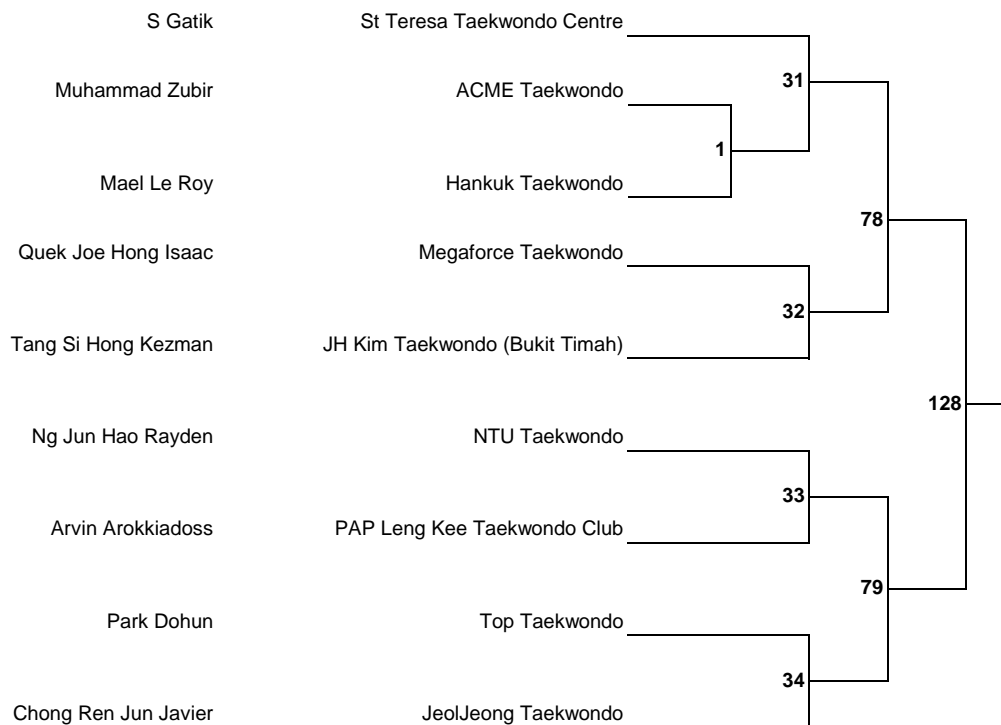 S Gatik St Teresa Taekwondo Centre
31
Muhammad Zubir ACME Taekwondo
1
Mael Le Roy Hankuk Taekwondo
78
Quek Joe Hong Isaac Megaforce Taekwondo
32
Tang Si Hong Kezman JH Kim Taekwondo (Bukit Timah)
128
Ng Jun Hao Rayden NTU Taekwondo
33
Arvin Arokkiadoss PAP Leng Kee Taekwondo Club
79
Park Dohun Top Taekwondo
34
Chong Ren Jun Javier JeolJeong Taekwondo